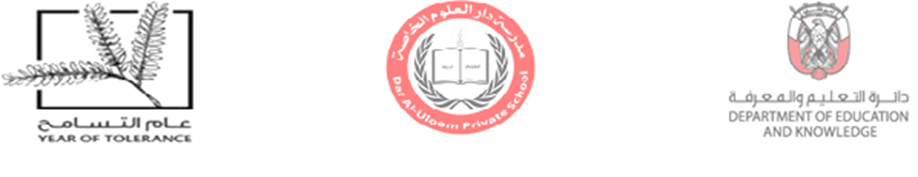 عام التسامح
YEAR OF TOLERANCE
مدرسة دار العلوم الخاصة
Dar Al-Uloom Private School
دائرة التعليم والمعرفة
DEPARTMENT OF EDUCATION
AND KNOWLEDGE